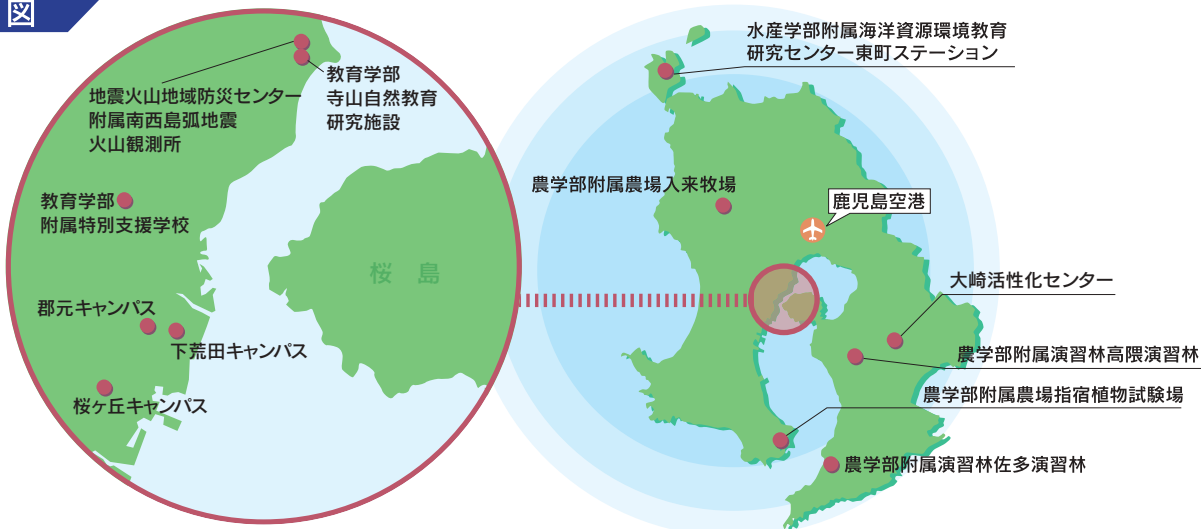 図
地震火山地域防災センター
附属南西島弧地震
火山観測所
教育学部
寺山自然教育
研究施設
教育学部
附属特別支援学校
郡元キャンパス
下荒田キャンパス
桜ヶ丘キャンパス
桜 島
水産学部附属海洋資源環境教育
研究センター東町ステーション
農学部附属農場入来牧場
鹿児島空港
大崎活性化センター
農学部附属演習林高隈演習林
農学部附属農場指宿植物試験場
農学部附属演習林佐多演習林